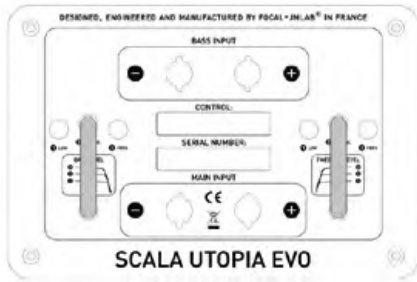 DESIGNED, ENGINEERED AND MANUFACTURED BY FOCAL-JMLAB® IN FRANCE
BASS INPUT
CONTROL:
SERIAL NUMBER:
MAIN INPUT
CE
SCALA UTOPIA EVO